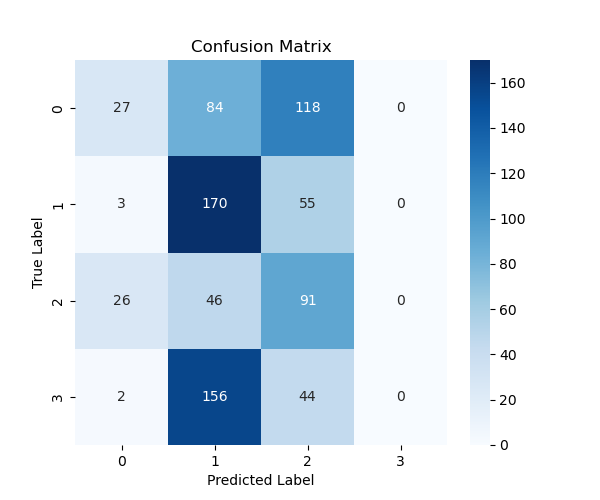 Confusion Matrix
0 27 84 118 0
1 3 170 55 0
2 26 46 91 0
3 2 156 44 0
0 1 2 3
True Label
Predicted Label
160
140
120
100
80
60
40
20
0